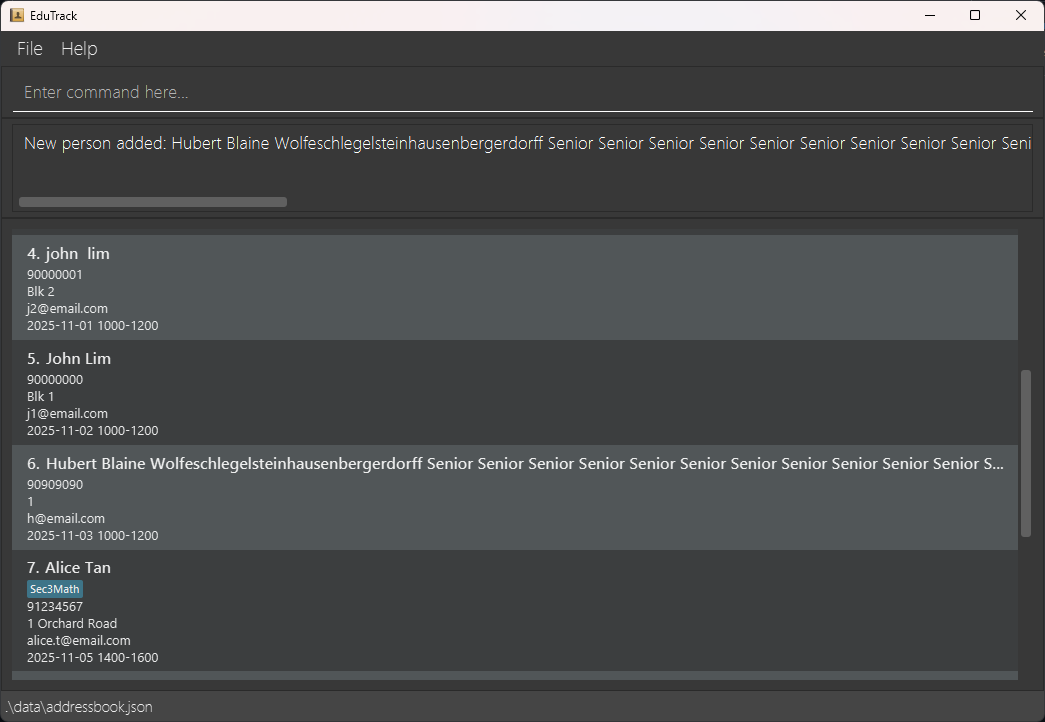 EduTrack
File Help
Enter command here...
New person added: Hubert Blaine Wolfeschlegelsteinhausenbergerdorff Senior Senior Senior Senior Senior Senior Senior Senior Senior Seni
4. john  lim
90000001
Blk 2
j2@email.com
2025-11-01 1000-1200
5. John Lim
90000000
Blk 1
j1@email.com
2025-11-02 1000-1200
6. Hubert Blaine Wolfeschlegelsteinhausenbergerdorff Senior Senior Senior Senior Senior Senior Senior Senior Senior Senior Senior S...
90909090
1
h@email.com
2025-11-03 1000-1200
7. Alice Tan
Sec3Math
91234567
1 Orchard Road
alice.t@email.com
2025-11-05 1400-1600
.\data\addressbook.json